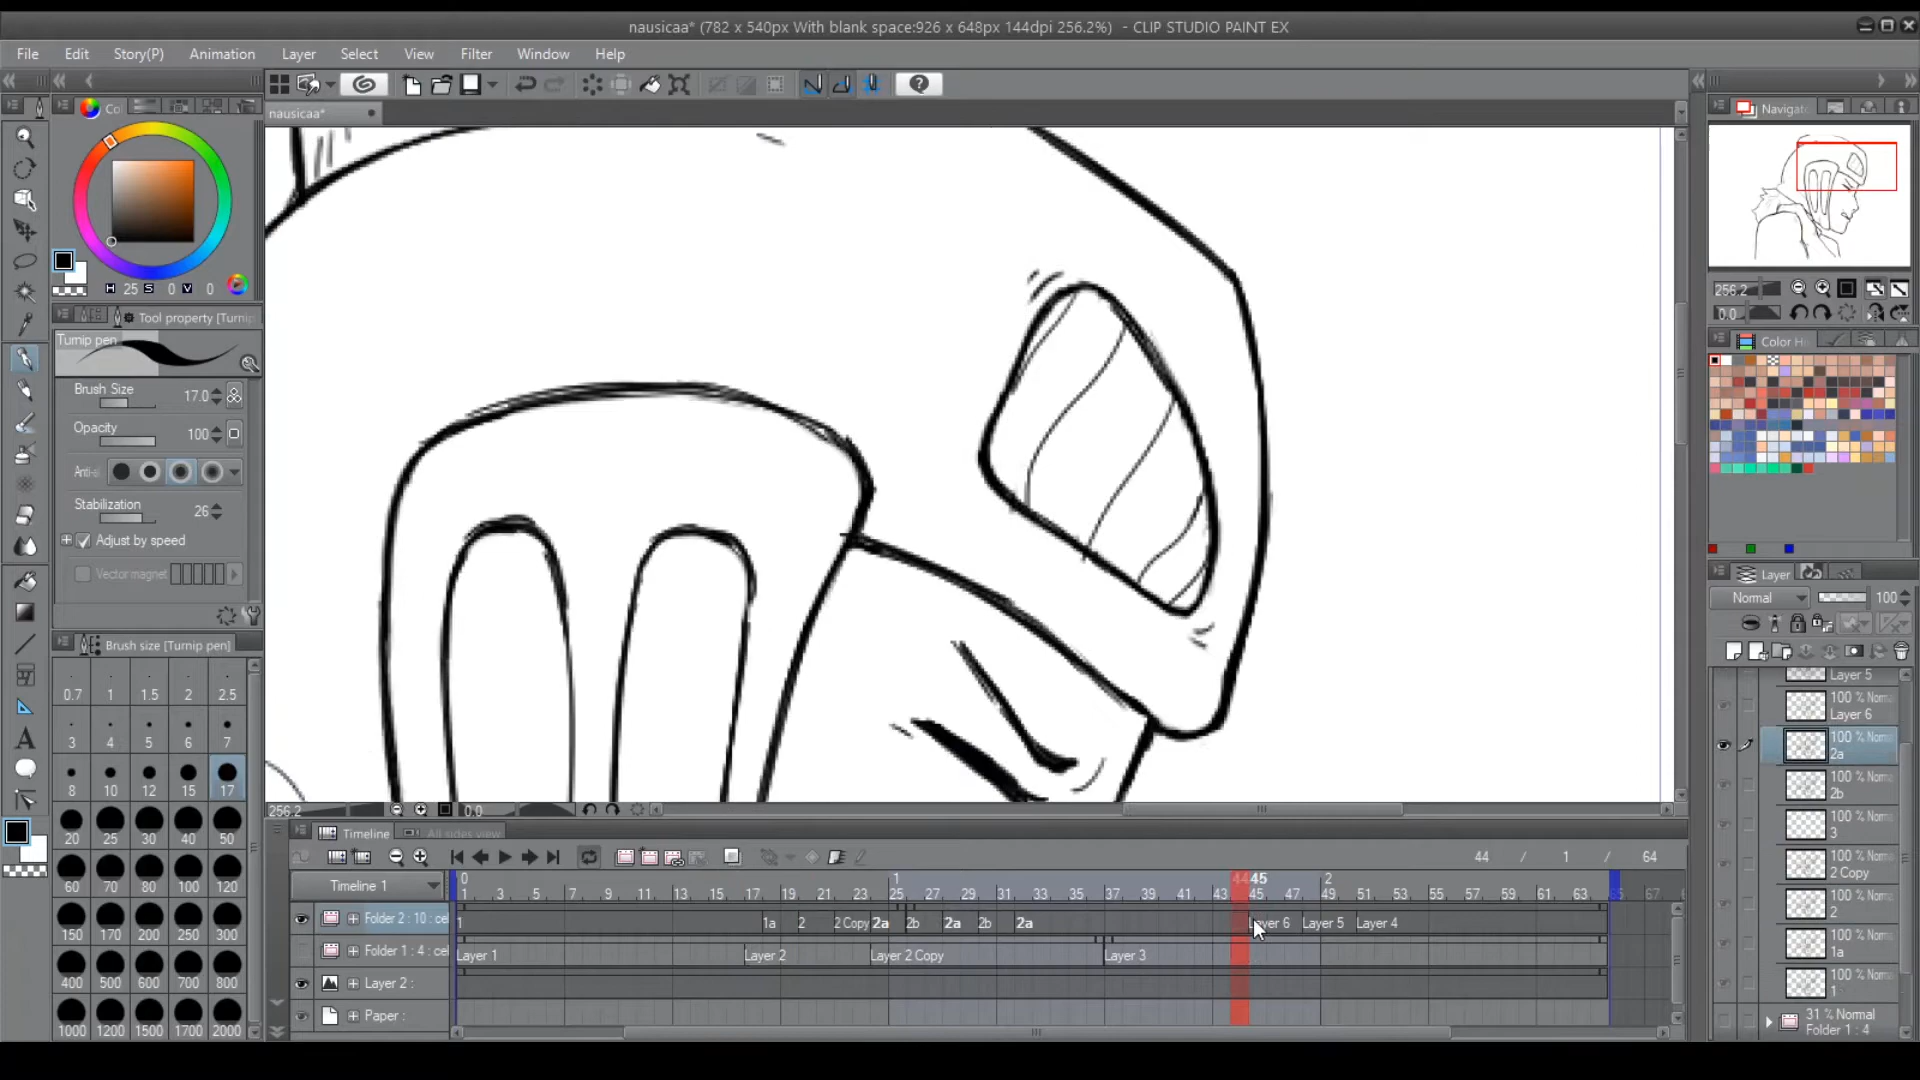 nausicaa* (782 x 540px With blank space:926 x 648px 144dpi 256.2%) - CLIP STUDIO PAINT EX
File Edit Story(P) Animation Layer Select View Filter Window Help
nausicaa*
Co
H 25 S 0 V 0
Tool property [Turnip
Turnip pen
Brush Size 17.0
Opacity 100
Anti-
Stabilization 26
Adjust by speed
Vector magnet
Brush size [Turnip pen]
0.7 1 1.5 2 2.5
3 4 5 6 7
8 10 12 15 17
20 25 30 40 50
60 70 80 100 120
150 170 200 250 300
400 500 600 700 800
1000 1200 1500 1700 2000
Navigat
256.2
0.0
Color H
Layer
Normal 100
Layer 5
100 % Norm
Layer 6
100 % Norm
2a
100 % Norm
2b
100 % Norm
3
100 % Norm
2 Copy
100 % Norm
2
100 % Norm
1a
100 % Norm
1
31 % Normal
Folder 1 : 4
256.2 0.0
Timeline All sides view
44 / 1 / 64
Timeline 1
0 1 45 2
1 3 5 7 9 11 13 15 17 19 21 23 25 27 29 31 33 35 37 39 41 43 45 47 49 51 53 55 57 59 61 63 65 67
Folder 2 : 10 : cel 1 1a 2 2 Copy 2a 2b 2a 2b 2a Layer 6 Layer 5 Layer 4
Folder 1 : 4 : cel Layer 1 Layer 2 Layer 2 Copy Layer 3
Layer 2 :
Paper :